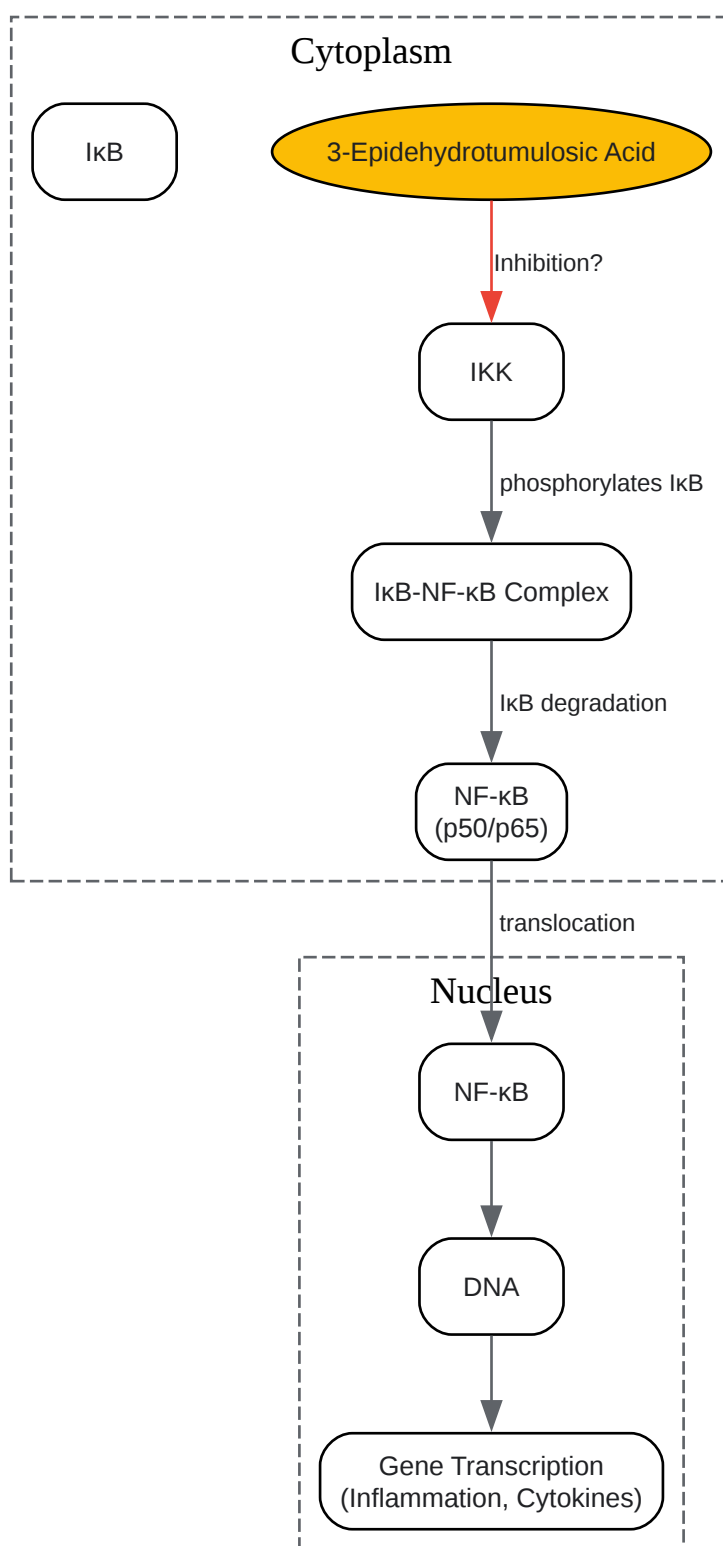 Cytoplasm
IκB
3-Epidehydrotumulosic Acid
Inhibition?
IKK
phosphorylates IκB
IκB-NF-κB Complex
IκB degradation
NF-κB
(p50/p65)
translocation
Nucleus
NF-κB
DNA
Gene Transcription
(Inflammation, Cytokines)